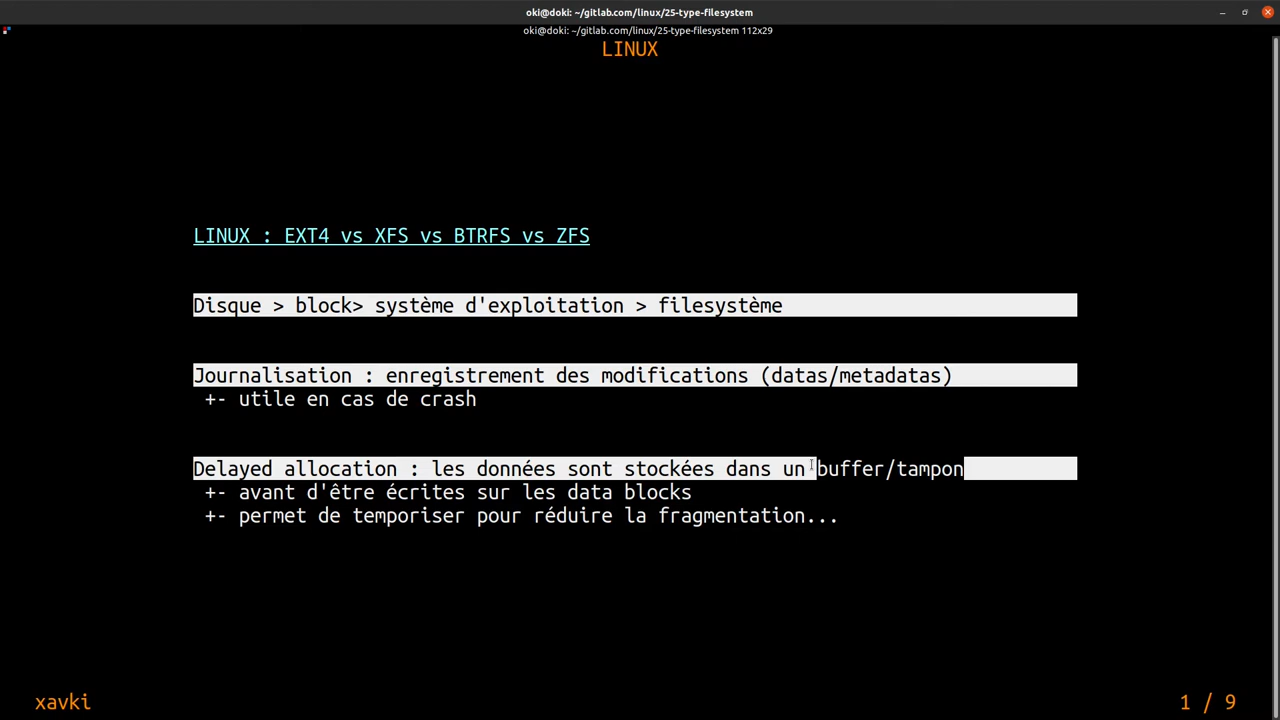 oki@doki: ~/gitlab.com/linux/25-type-filesystem
oki@doki: ~/gitlab.com/linux/25-type-filesystem 112x29
LINUX
LINUX : EXT4 vs XFS vs BTRFS vs ZFS
Disque > block> système d'exploitation > filesystème
Journalisation : enregistrement des modifications (datas/metadatas)
+- utile en cas de crash
Delayed allocation : les données sont stockées dans un buffer/tampon
+- avant d'être écrites sur les data blocks
+- permet de temporiser pour réduire la fragmentation...
xavki
1 / 9